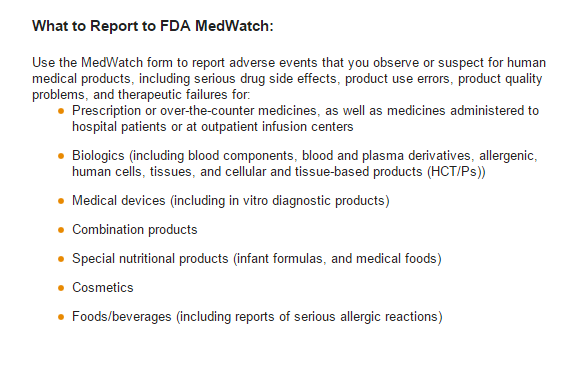 What to Report to FDA MedWatch:
Use the MedWatch form to report adverse events that you observe or suspect for human
medical products, including serious drug side effects, product use errors, product quality
problems, and therapeutic failures for:
• Prescription or over-the-counter medicines, as well as medicines administered to
hospital patients or at outpatient infusion centers
• Biologics (including blood components, blood and plasma derivatives, allergenic,
human cells, tissues, and cellular and tissue-based products (HCT/Ps))
• Medical devices (including in vitro diagnostic products)
• Combination products
• Special nutritional products (infant formulas, and medical foods)
• Cosmetics
• Foods/beverages (including reports of serious allergic reactions)